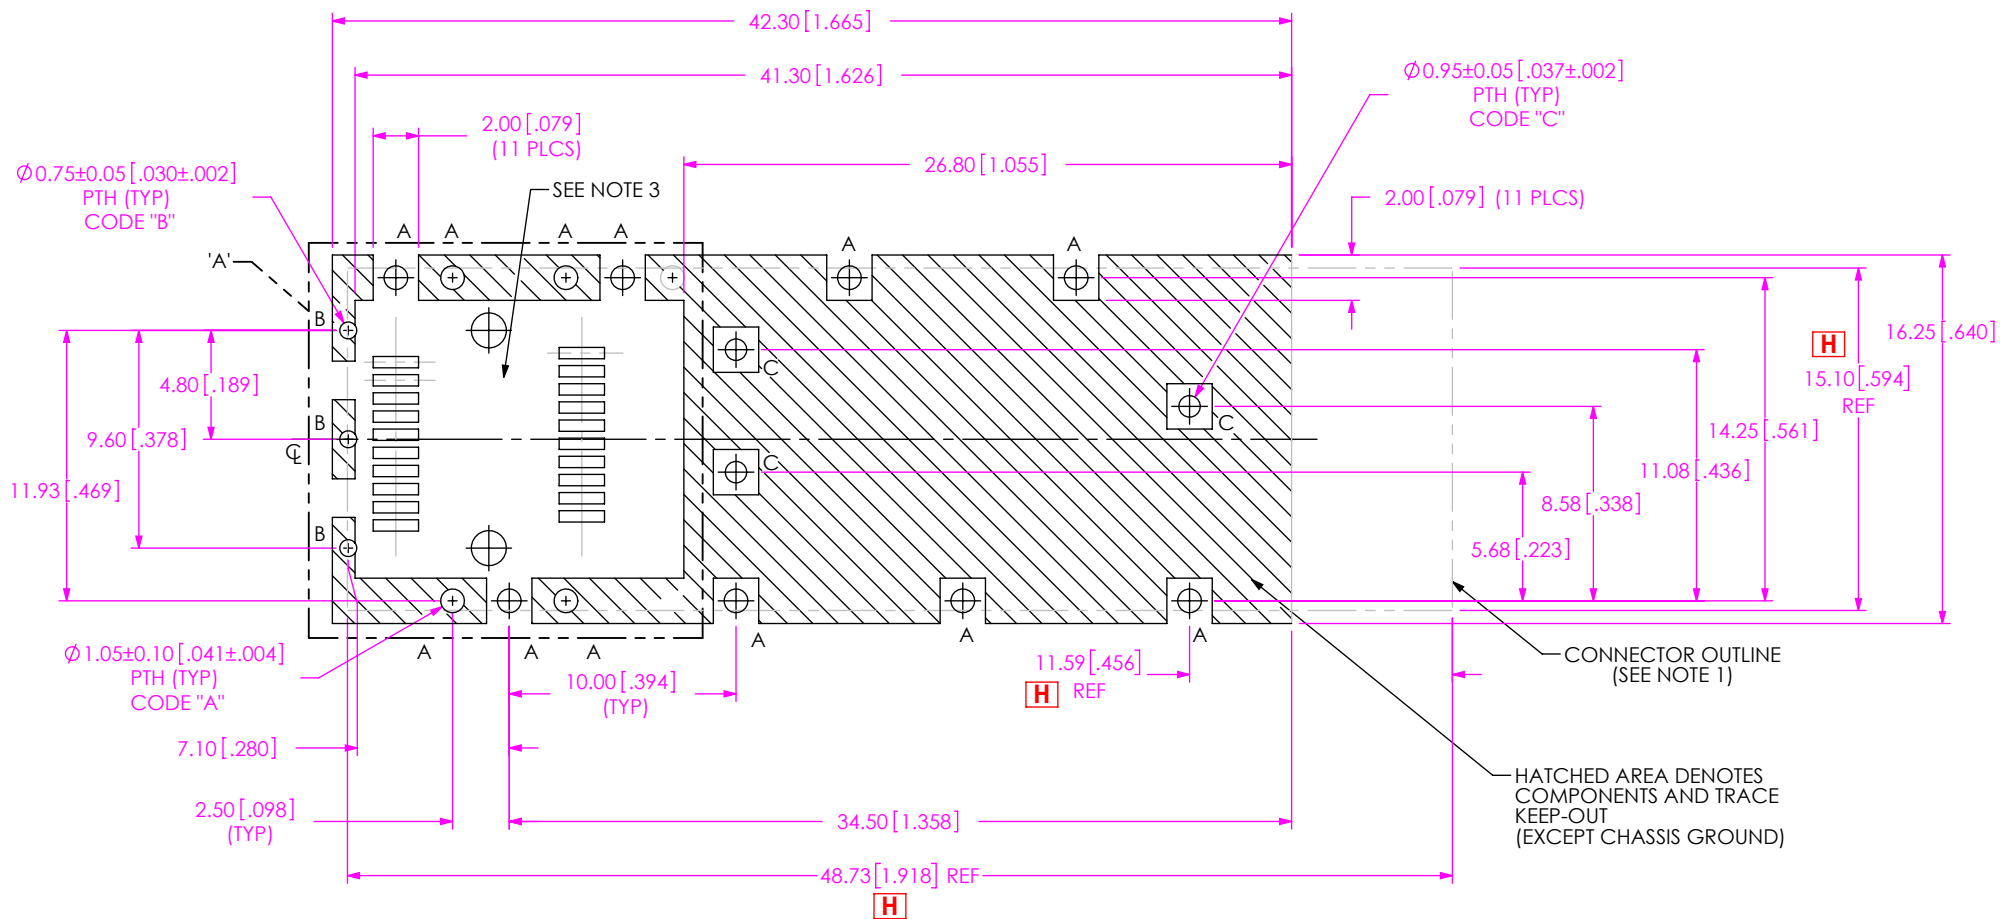 42.30 [1.665]
41.30 [1.626]
Ø0.95±0.05 [.037±.002]
PTH (TYP)
CODE "C"
2.00 [.079]
(11 PLCS)
26.80 [1.055]
Ø0.75±0.05 [.030±.002]
PTH (TYP)
CODE "B"
SEE NOTE 3
2.00 [.079] (11 PLCS)
A A A A A A
'A'
B
16.25 [.640]
H
15.10 [.594]
REF
4.80 [.189]
C
C
14.25 [.561]
9.60 [.378]
B
℄
C
11.08 [.436]
11.93 [.469]
8.58 [.338]
B
5.68 [.223]
A A A A A A
Ø1.05±0.10 [.041±.004]
PTH (TYP)
CODE "A"
10.00 [.394]
(TYP)
11.59 [.456]
H REF
CONNECTOR OUTLINE
(SEE NOTE 1)
7.10 [.280]
HATCHED AREA DENOTES
COMPONENTS AND TRACE
KEEP-OUT
(EXCEPT CHASSIS GROUND)
2.50 [.098]
(TYP)
34.50 [1.358]
48.73 [1.918] REF
H